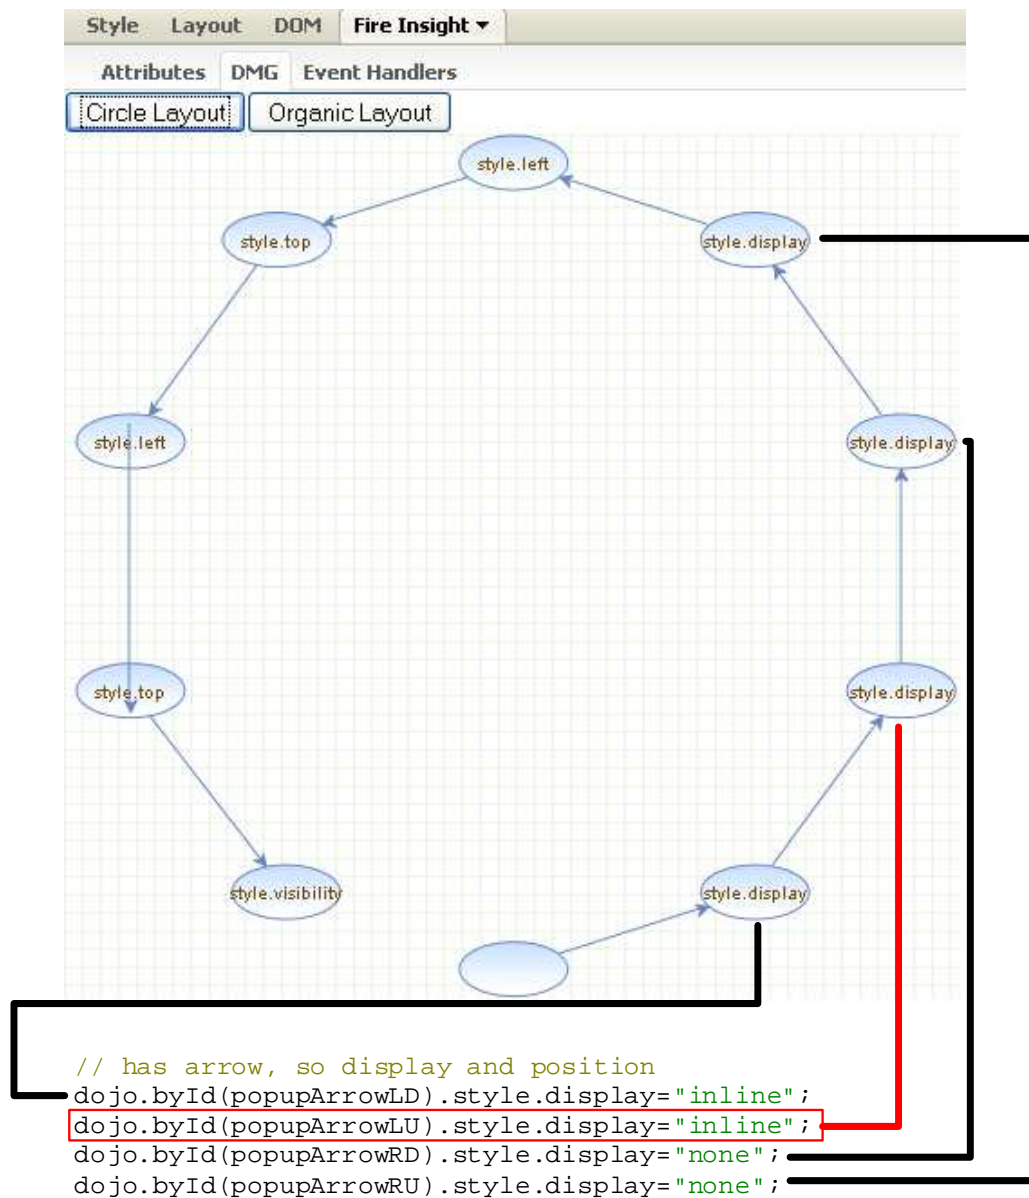 Style Layout DOM Fire Insight ▾
Attributes DMG Event Handlers
Circle Layout Organic Layout
style.left
style.top style.display
style.left style.display
style.top style.display
style.visibility style.display
// has arrow, so display and position
dojo.byId(popupArrowLD).style.display="inline";
dojo.byId(popupArrowLU).style.display="inline";
dojo.byId(popupArrowRD).style.display="none";
dojo.byId(popupArrowRU).style.display="none";